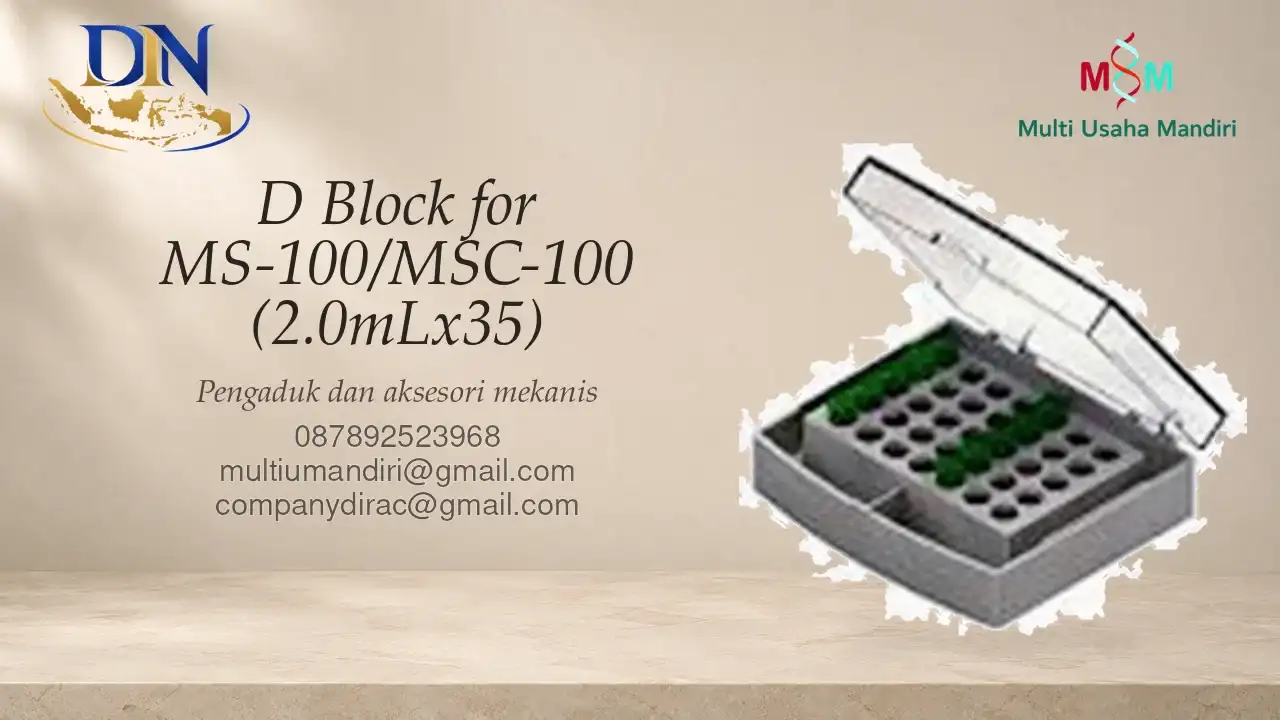 DN
MSM
Multi Usaha Mandiri
D Block for
MS-100/MSC-100
(2.0mLx35)
Pengaduk dan aksesori mekanis
087892523968
multiumandiri@gmail.com
companydirac@gmail.com